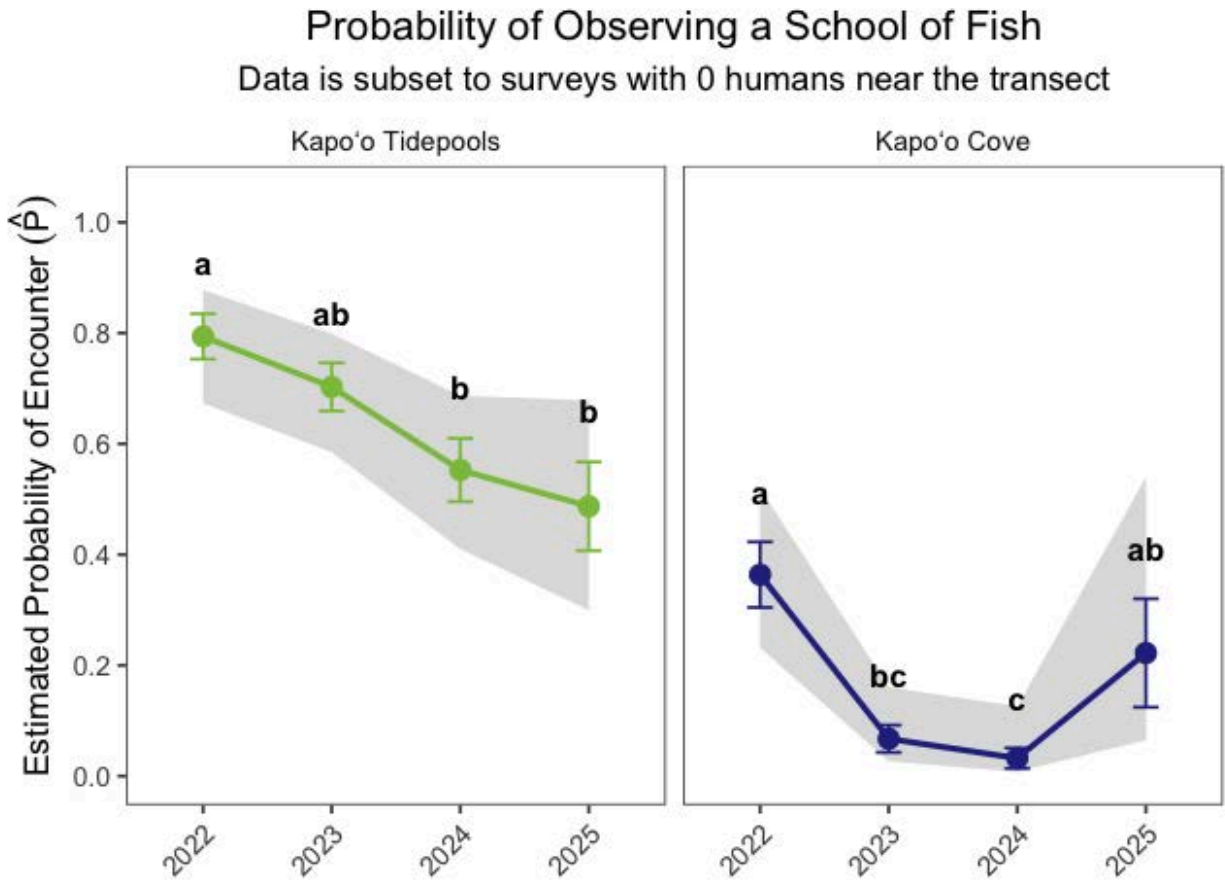 Probability of Observing a School of Fish
Data is subset to surveys with 0 humans near the transect
Kapoʻo Tidepools
Kapoʻo Cove
Estimated Probability of Encounter (P̂)
1.0
0.8
0.6
0.4
0.2
0.0
a
ab
b
b
a
bc
c
ab
2022
2023
2024
2025
2022
2023
2024
2025